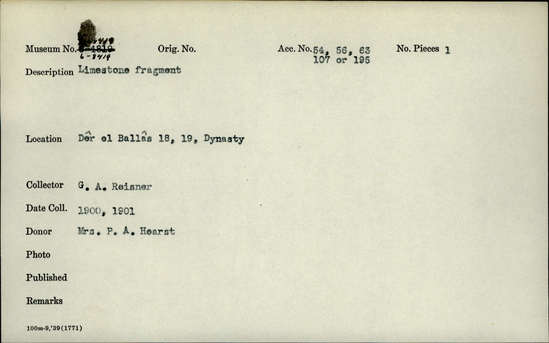 Museum No. 6-8419 Orig. No. Acc. No. 54, 56, 63 No. Pieces 1
107 or 195
Description Limestone fragment
Location Dêr el Ballâs 18, 19, Dynasty
Collector G. A. Reisner
Date Coll. 1900, 1901
Donor Mrs. P. A. Hearst
Photo
Published
Remarks
100m-9,'39(1771)